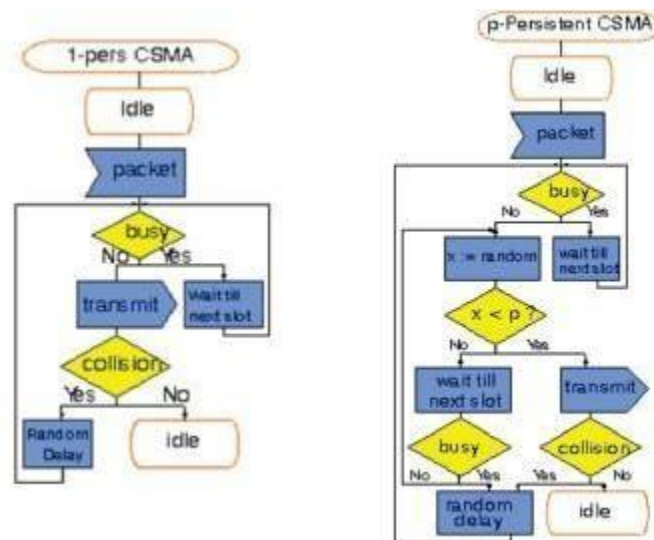 1-pers CSMA
Idle
packet
busy
No Yes
transmit
Wait till
next slot
collision
Yes No
Random
Delay
idle
p-Persistent CSMA
Idle
packet
busy
No Yes
x := random
wait till
next slot
x < p ?
No Yes
wait till
next slot
transmit
busy
collision
No Yes Yes No
random
delay
idle